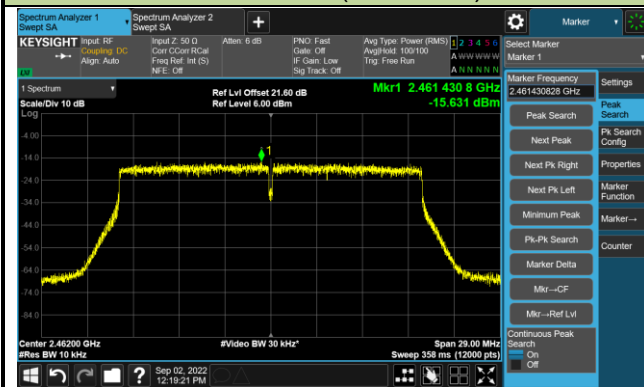 Spectrum Analyzer 1
Swept SA
Spectrum Analyzer 2
Swept SA
+
Marker
KEYSIGHT
Input: RF
Coupling: DC
Align: Auto
Input Z: 50 Ω
Corr CCorr RCal
Freq Ref: Int (S)
NFE: Off
Atten: 6 dB
PNO: Fast
Gate: Off
IF Gain: Low
Sig Track: Off
Avg Type: Power (RMS)
Avg|Hold: 100/100
Trig: Free Run
1 2 3 4 5 6
A W W W W W
A N N N N N
Select Marker
Marker 1
1 Spectrum
Scale/Div 10 dB
Log
Ref Lvl Offset 21.60 dB
Ref Level 6.00 dBm
Mkr1 2.461 430 8 GHz
-15.631 dBm
-4.00
-14.0
-24.0
-34.0
-44.0
-54.0
-64.0
-74.0
-84.0
1
Center 2.46200 GHz
#Res BW 10 kHz
#Video BW 30 kHz*
Span 29.00 MHz
Sweep 358 ms (12000 pts)
Marker Frequency
2.461430828 GHz
Peak Search
Next Peak
Next Pk Right
Next Pk Left
Minimum Peak
Pk-Pk Search
Marker Delta
Mkr→CF
Mkr→Ref Lvl
Continuous Peak
Search
On
Off
Settings
Peak
Search
Pk Search
Config
Properties
Marker
Function
Marker→
Counter
?
Sep 02, 2022
12:19:21 PM